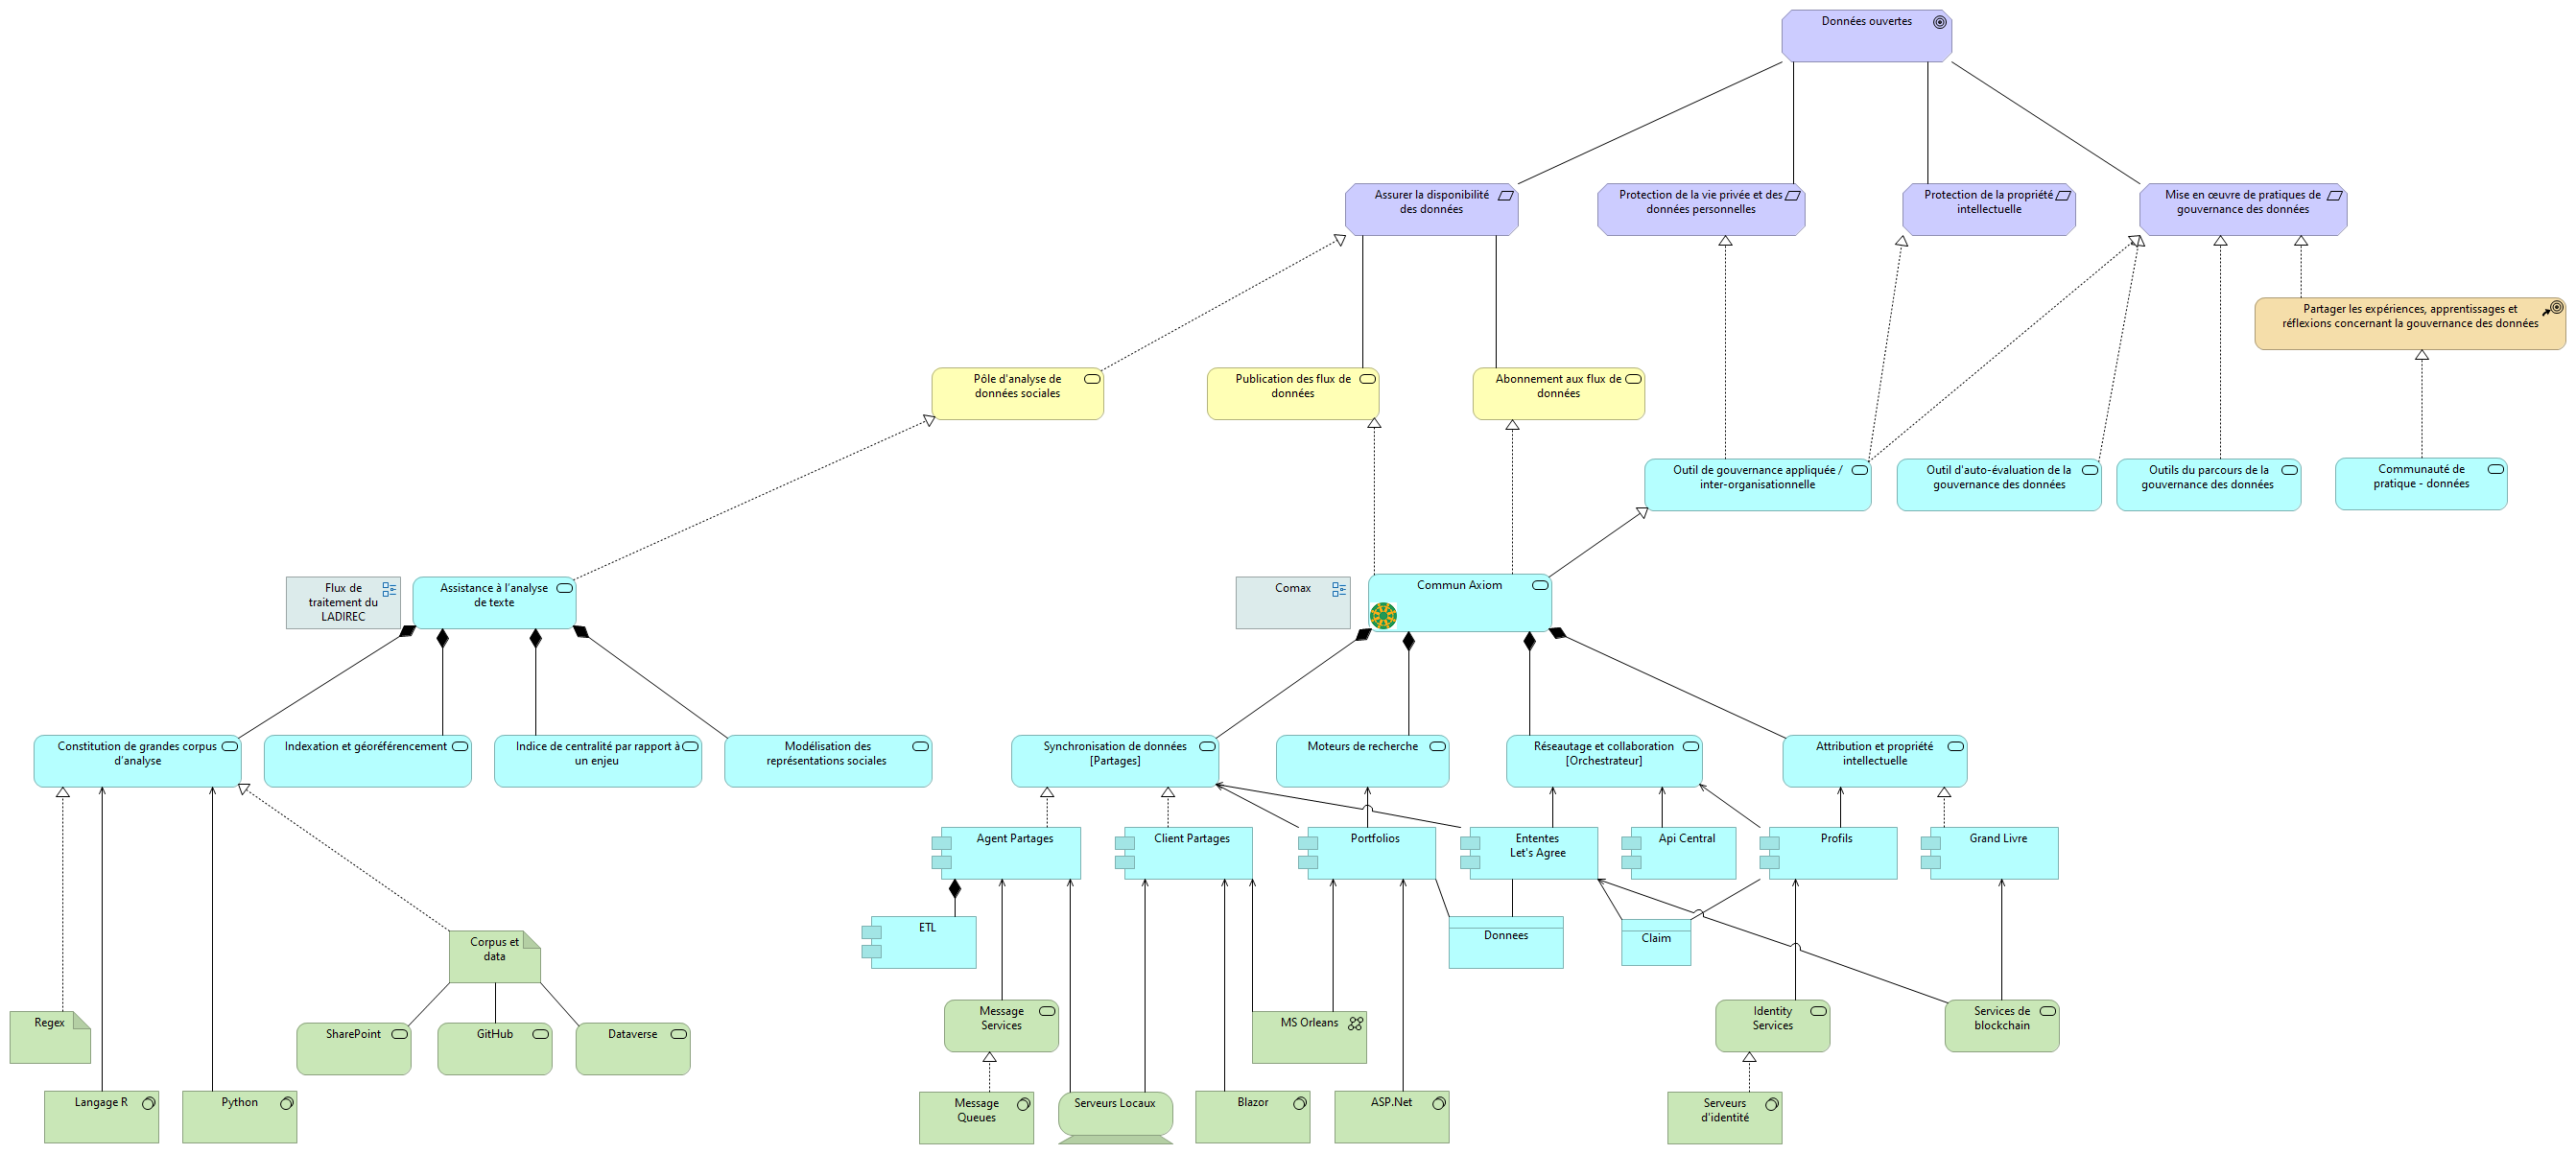 Données ouvertes
Assurer la disponibilité
des données
Protection de la vie privée et des
données personnelles
Protection de la propriété
intellectuelle
Mise en œuvre de pratiques de
gouvernance des données
Partager les expériences, apprentissages et
réflexions concernant la gouvernance des données
Pôle d'analyse de
données sociales
Publication des flux de
données
Abonnement aux flux de
données
Outil de gouvernance appliquée /
inter-organisationnelle
Outil d'auto-évaluation de la
gouvernance des données
Outils du parcours de la
gouvernance des données
Communauté de
pratique - données
Flux de
traitement du
LADIREC
Assistance à l'analyse
de texte
Comax
Commun Axiom
Constitution de grandes corpus
d'analyse
Indexation et géoréférencement
Indice de centralité par rapport à
un enjeu
Modélisation des
représentations sociales
Synchronisation de données
[Partages]
Moteurs de recherche
Réseautage et collaboration
[Orchestrateur]
Attribution et propriété
intellectuelle
Agent Partages
Client Partages
Portfolios
Ententes
Let's Agree
Api Central
Profils
Grand Livre
ETL
Donnees
Claim
Corpus et
data
Regex
SharePoint
GitHub
Dataverse
Message
Services
MS Orleans
Identity
Services
Services de
blockchain
Langage R
Python
Message
Queues
Serveurs Locaux
Blazor
ASP.Net
Serveurs
d'identité